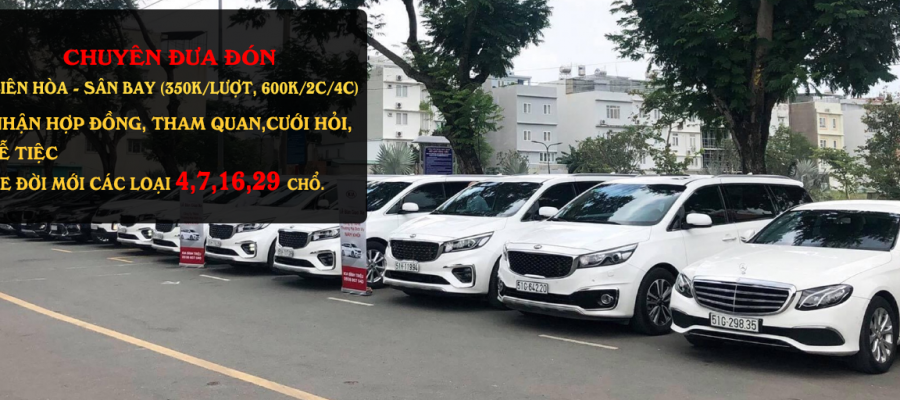 CHUYÊN ĐƯA ĐÓN
IÊN HÒA - SÂN BAY (350K/LƯỢT, 600K/2C/4C)
NHẬN HỢP ĐỒNG, THAM QUAN,CƯỚI HỎI,
Ễ TIỆC
E ĐỜI MỚI CÁC LOẠI 4,7,16,29 CHỔ.
51G-642.20
51G-298.35